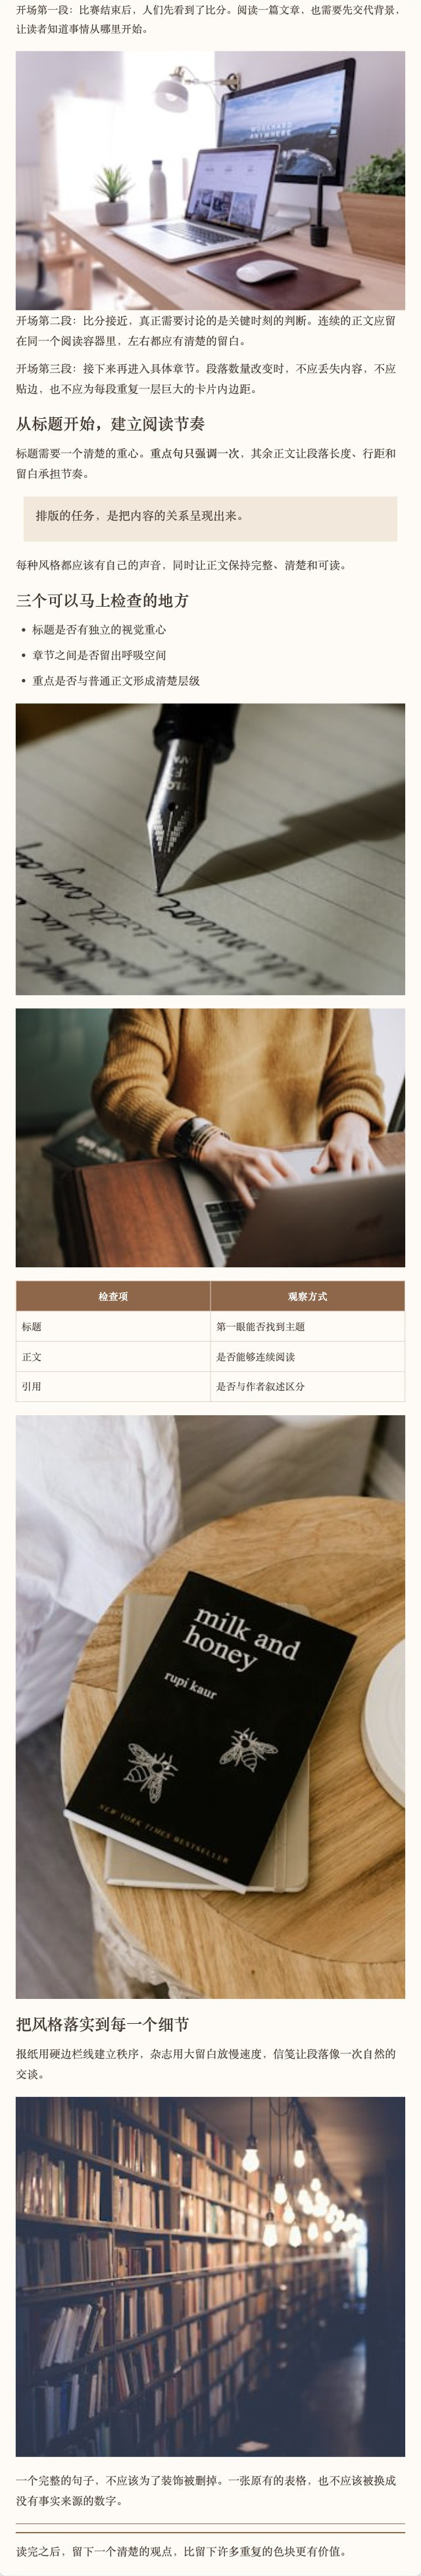 开场第一段：比赛结束后，人们先看到了比分。阅读一篇文章，也需要先交代背景，
让读者知道事情从哪里开始。
开场第二段：比分接近，真正需要讨论的是关键时刻的判断。连续的正文应留
在同一个阅读容器里，左右都应有清楚的留白。
开场第三段：接下来再进入具体章节。段落数量改变时，不应丢失内容，不应
贴边，也不应为每段重复一层巨大的卡片内边距。
从标题开始，建立阅读节奏
标题需要一个清楚的重心。重点句只强调一次，其余正文让段落长度、行距和
留白承担节奏。
排版的任务，是把内容的关系呈现出来。
每种风格都应该有自己的声音，同时让正文保持完整、清楚和可读。
三个可以马上检查的地方
• 标题是否有独立的视觉重心
• 章节之间是否留出呼吸空间
• 重点是否与普通正文形成清楚层级
检查项 观察方式
标题 第一眼能否找到主题
正文 是否能够连续阅读
引用 是否与作者叙述区分
milk and
honey
rupi kaur
NEW YORK TIMES BESTSELLER
把风格落实到每一个细节
报纸用硬边栏线建立秩序，杂志用大留白放慢速度，信笺让段落像一次自然的
交谈。
一个完整的句子，不应该为了装饰被删掉。一张原有的表格，也不应该被换成
没有事实来源的数字。
读完之后，留下一个清楚的观点，比留下许多重复的色块更有价值。